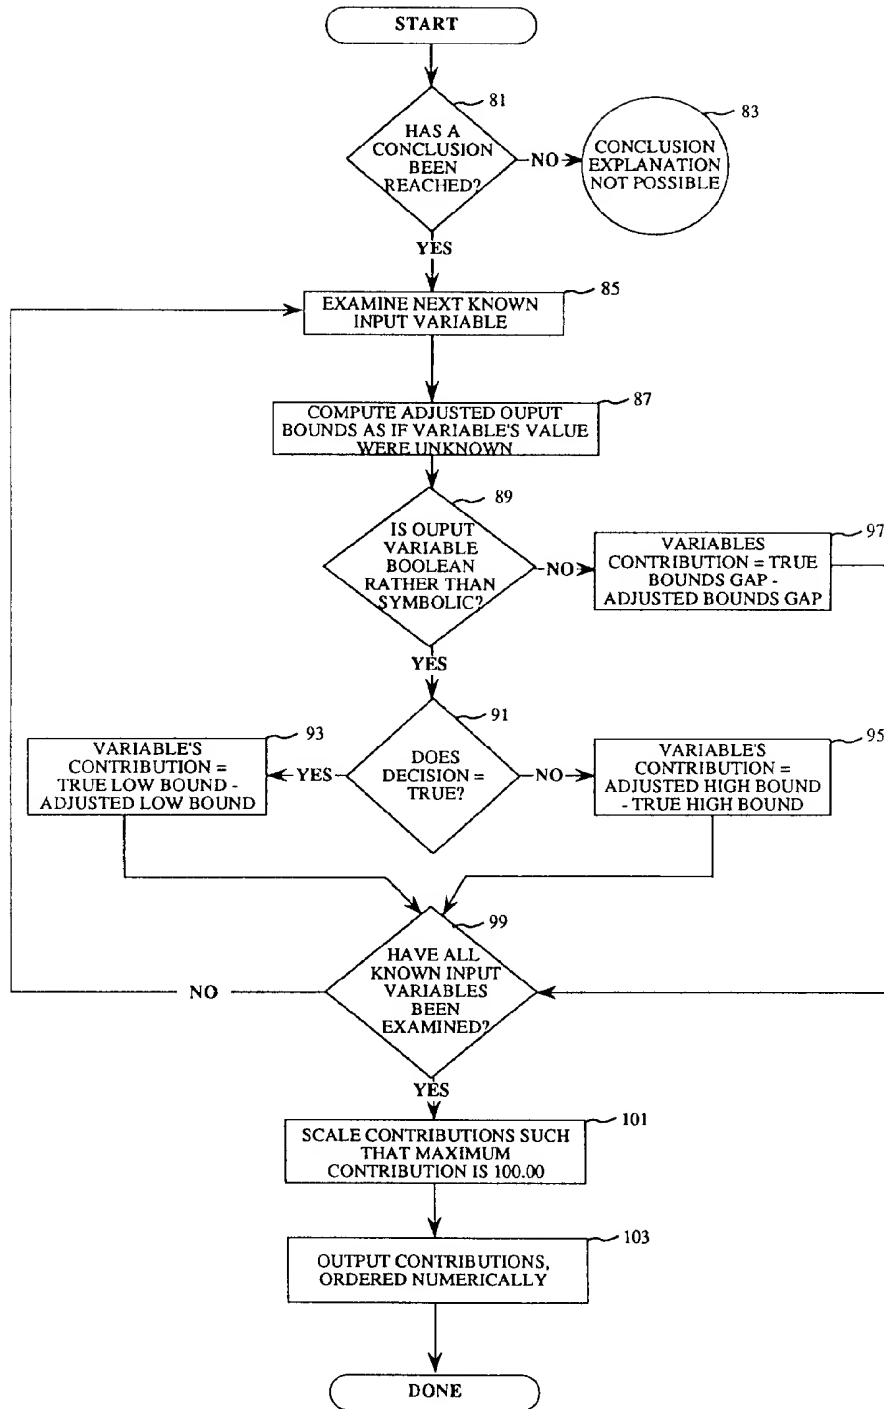 START
81
HAS A
CONCLUSION
BEEN
REACHED?
NO
83
CONCLUSION
EXPLANATION
NOT POSSIBLE
YES
85
EXAMINE NEXT KNOWN
INPUT VARIABLE
87
COMPUTE ADJUSTED OUPUT
BOUNDS AS IF VARIABLE'S VALUE
WERE UNKNOWN
89
IS OUPUT
VARIABLE
BOOLEAN
RATHER THAN
SYMBOLIC?
NO
97
VARIABLES
CONTRIBUTION = TRUE
BOUNDS GAP -
ADJUSTED BOUNDS GAP
YES
91
DOES
DECISION =
TRUE?
YES
93
VARIABLE'S
CONTRIBUTION =
TRUE LOW BOUND -
ADJUSTED LOW BOUND
NO
95
VARIABLE'S
CONTRIBUTION =
ADJUSTED HIGH BOUND
- TRUE HIGH BOUND
99
HAVE ALL
KNOWN INPUT
VARIABLES
BEEN
EXAMINED?
NO
YES
101
SCALE CONTRIBUTIONS SUCH
THAT MAXIMUM
CONTRIBUTION IS 100.00
103
OUTPUT CONTRIBUTIONS,
ORDERED NUMERICALLY
DONE